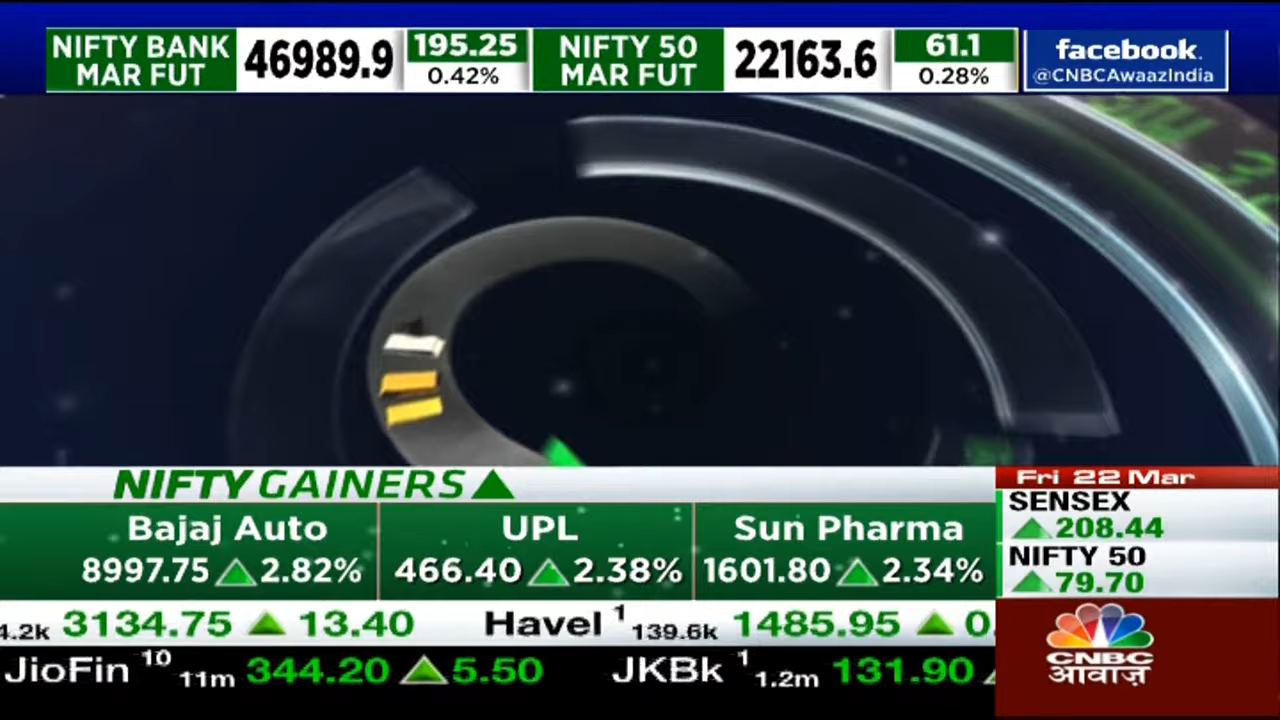 NIFTY BANK
MAR FUT
46989.9
195.25
0.42%
NIFTY 50
MAR FUT
22163.6
61.1
0.28%
facebook.
@CNBCAwaazIndia
NIFTY GAINERS
Bajaj Auto
8997.75 2.82%
UPL
466.40 2.38%
Sun Pharma
1601.80 2.34%
Fri 22 Mar
SENSEX
208.44
NIFTY 50
79.70
4.2k 3134.75 13.40 Havel 1 139.6k 1485.95 0.
JioFin 10 11m 344.20 5.50 JKBk 1 1.2m 131.90
CNBC
आवाज़